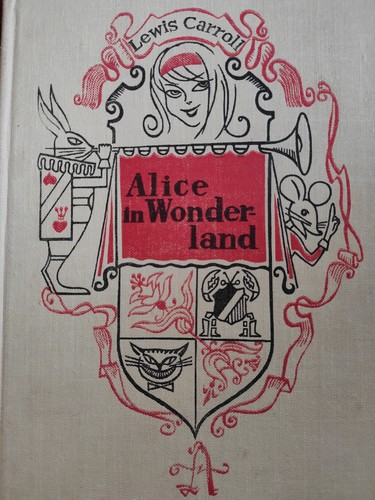 Lewis Carroll
Alice
in Wonder-
land
A